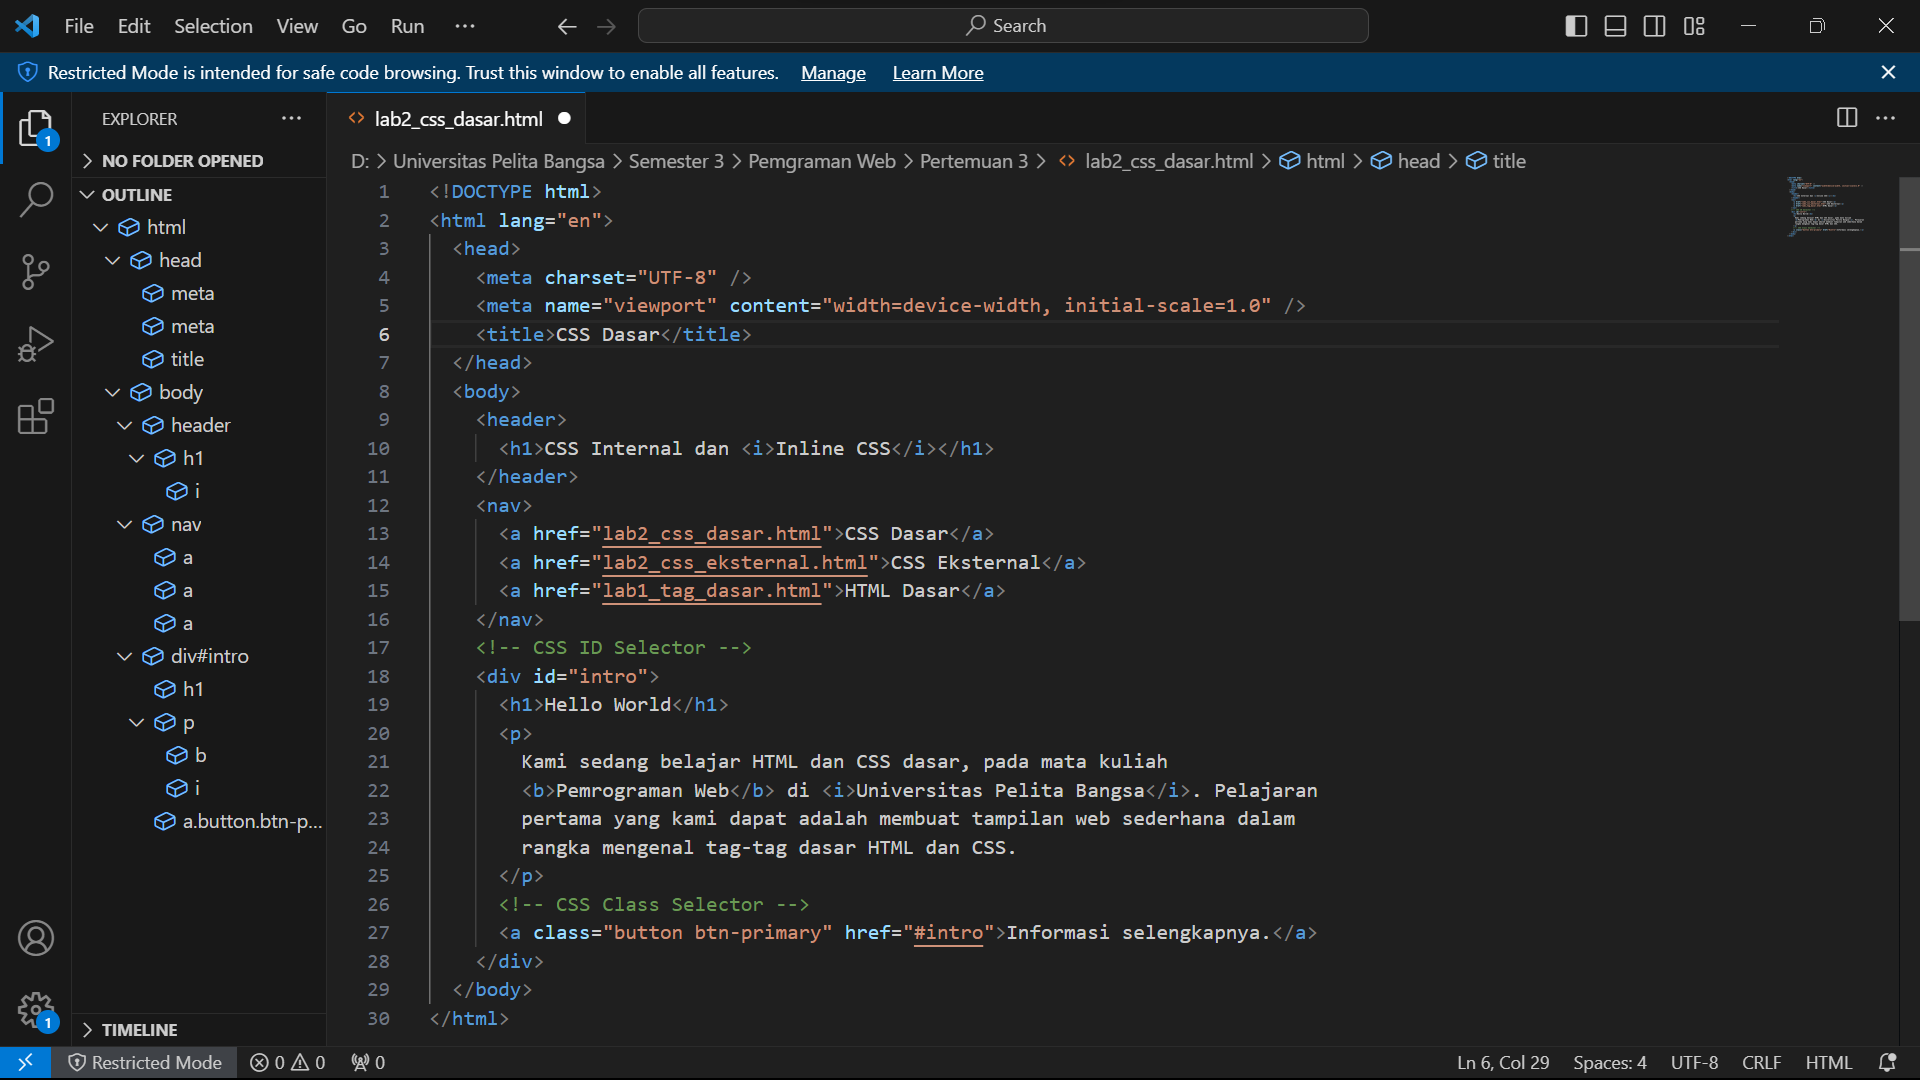 File Edit Selection View Go Run ··· Search
Restricted Mode is intended for safe code browsing. Trust this window to enable all features. Manage Learn More
EXPLORER
NO FOLDER OPENED
OUTLINE
html
head
meta
meta
title
body
header
h1
i
nav
a
a
a
div#intro
h1
p
b
i
a.button.btn-p...
TIMELINE
1
1
lab2_css_dasar.html
D: > Universitas Pelita Bangsa > Semester 3 > Pemgraman Web > Pertemuan 3 > lab2_css_dasar.html > html > head > title
1 <!DOCTYPE html>
2 <html lang="en">
3 <head>
4 <meta charset="UTF-8" />
5 <meta name="viewport" content="width=device-width, initial-scale=1.0" />
6 <title>CSS Dasar</title>
7 </head>
8 <body>
9 <header>
10 <h1>CSS Internal dan <i>Inline CSS</i></h1>
11 </header>
12 <nav>
13 <a href="lab2_css_dasar.html">CSS Dasar</a>
14 <a href="lab2_css_eksternal.html">CSS Eksternal</a>
15 <a href="lab1_tag_dasar.html">HTML Dasar</a>
16 </nav>
17 <!-- CSS ID Selector -->
18 <div id="intro">
19 <h1>Hello World</h1>
20 <p>
21 Kami sedang belajar HTML dan CSS dasar, pada mata kuliah
22 <b>Pemrograman Web</b> di <i>Universitas Pelita Bangsa</i>. Pelajaran
23 pertama yang kami dapat adalah membuat tampilan web sederhana dalam
24 rangka mengenal tag-tag dasar HTML dan CSS.
25 </p>
26 <!-- CSS Class Selector -->
27 <a class="button btn-primary" href="#intro">Informasi selengkapnya.</a>
28 </div>
29 </body>
30 </html>
Restricted Mode 0 0 0 Ln 6, Col 29 Spaces: 4 UTF-8 CRLF HTML